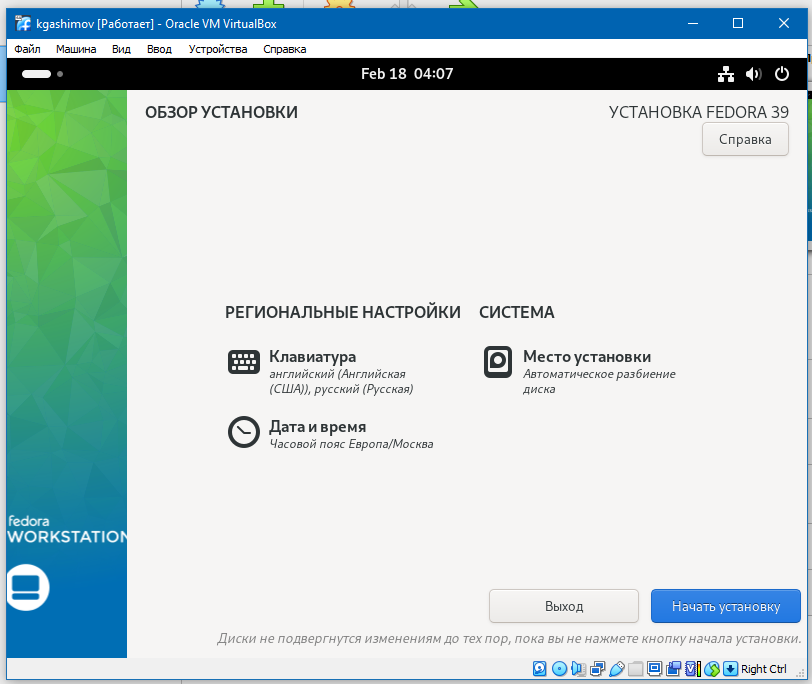 kgashimov [Работает] - Oracle VM VirtualBox
Файл Машина Вид Ввод Устройства Справка
Feb 18 04:07
ОБЗОР УСТАНОВКИ
УСТАНОВКА FEDORA 39
Справка
РЕГИОНАЛЬНЫЕ НАСТРОЙКИ
Клавиатура
английский (Английская
(США)), русский (Русская)
Дата и время
Часовой пояс Европа/Москва
СИСТЕМА
Место установки
Автоматическое разбиение
диска
fedora
WORKSTATION
Выход
Начать установку
Диски не подвергнутся изменениям до тех пор, пока вы не нажмете кнопку начала установки.
Right Ctrl